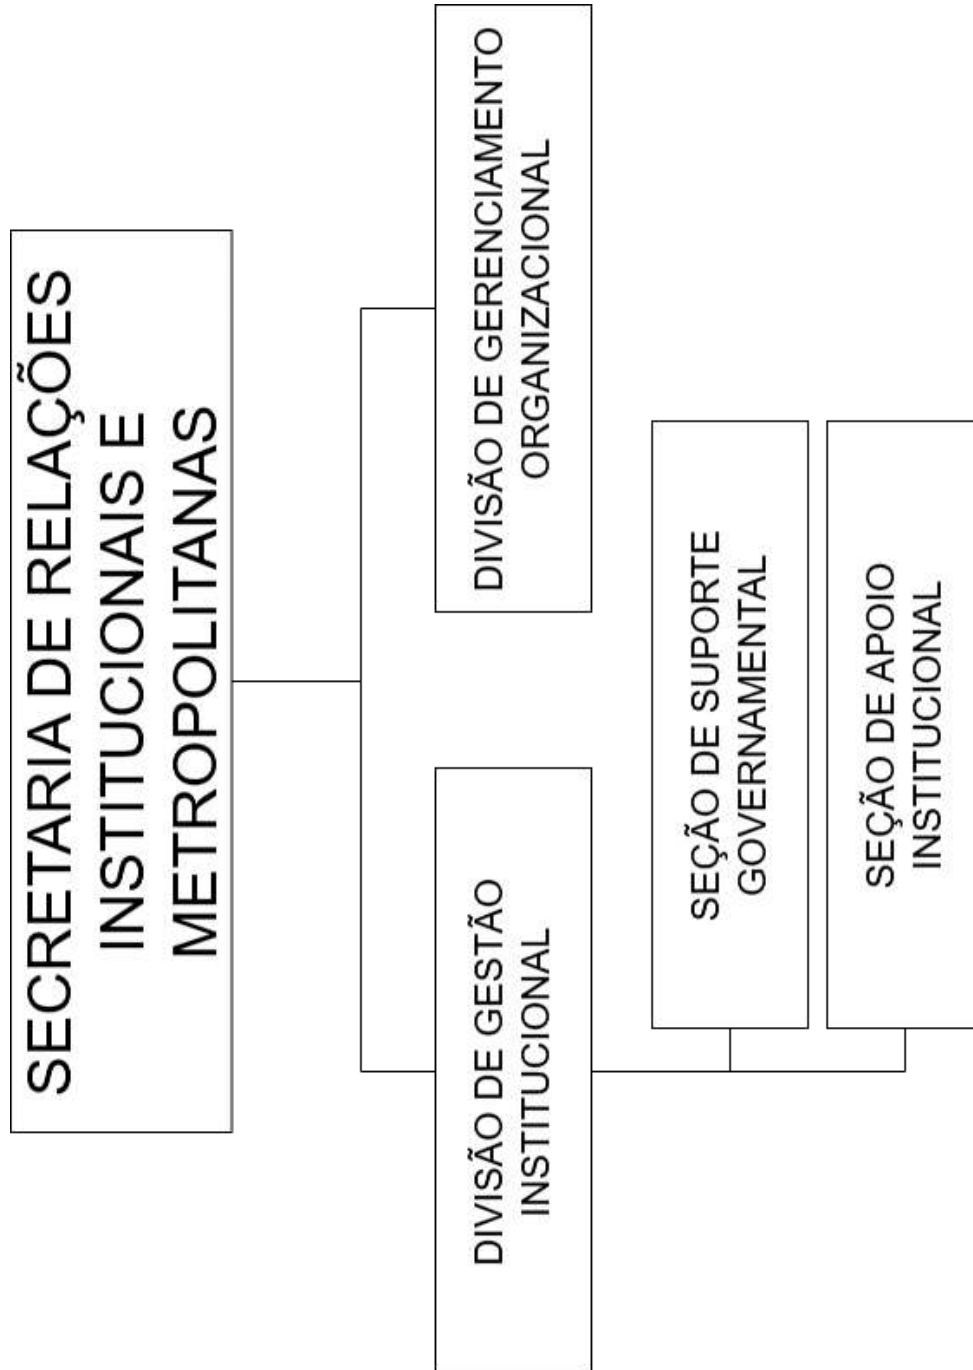 SECRETARIA DE RELAÇÕES
INSTITUCIONAIS E
METROPOLITANAS
DIVISÃO DE GESTÃO
INSTITUCIONAL
DIVISÃO DE GERENCIAMENTO
ORGANIZACIONAL
SEÇÃO DE SUPORTE
GOVERNAMENTAL
SEÇÃO DE APOIO
INSTITUCIONAL